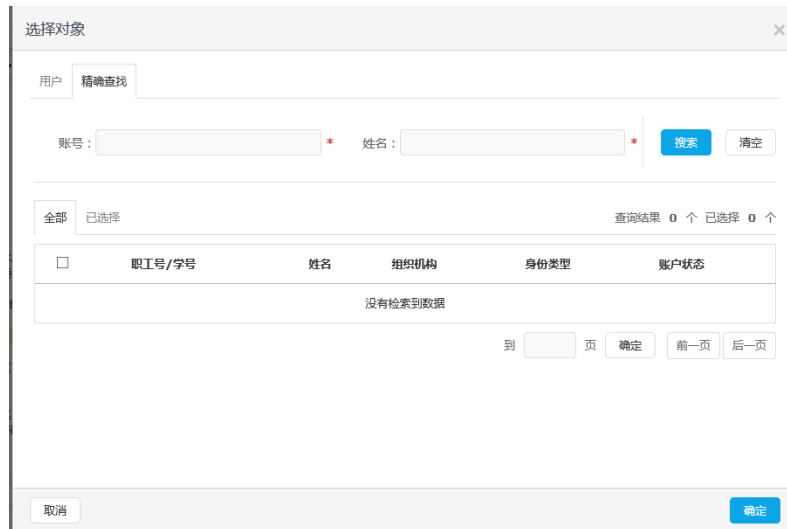 选择对象 ×
用户 精确查找
账号： * 姓名： * 搜索 清空
全部 已选择 查询结果 0 个 已选择 0 个
职工号/学号 姓名 组织机构 身份类型 账户状态
没有检索到数据
到 页 确定 前一页 后一页
取消 确定